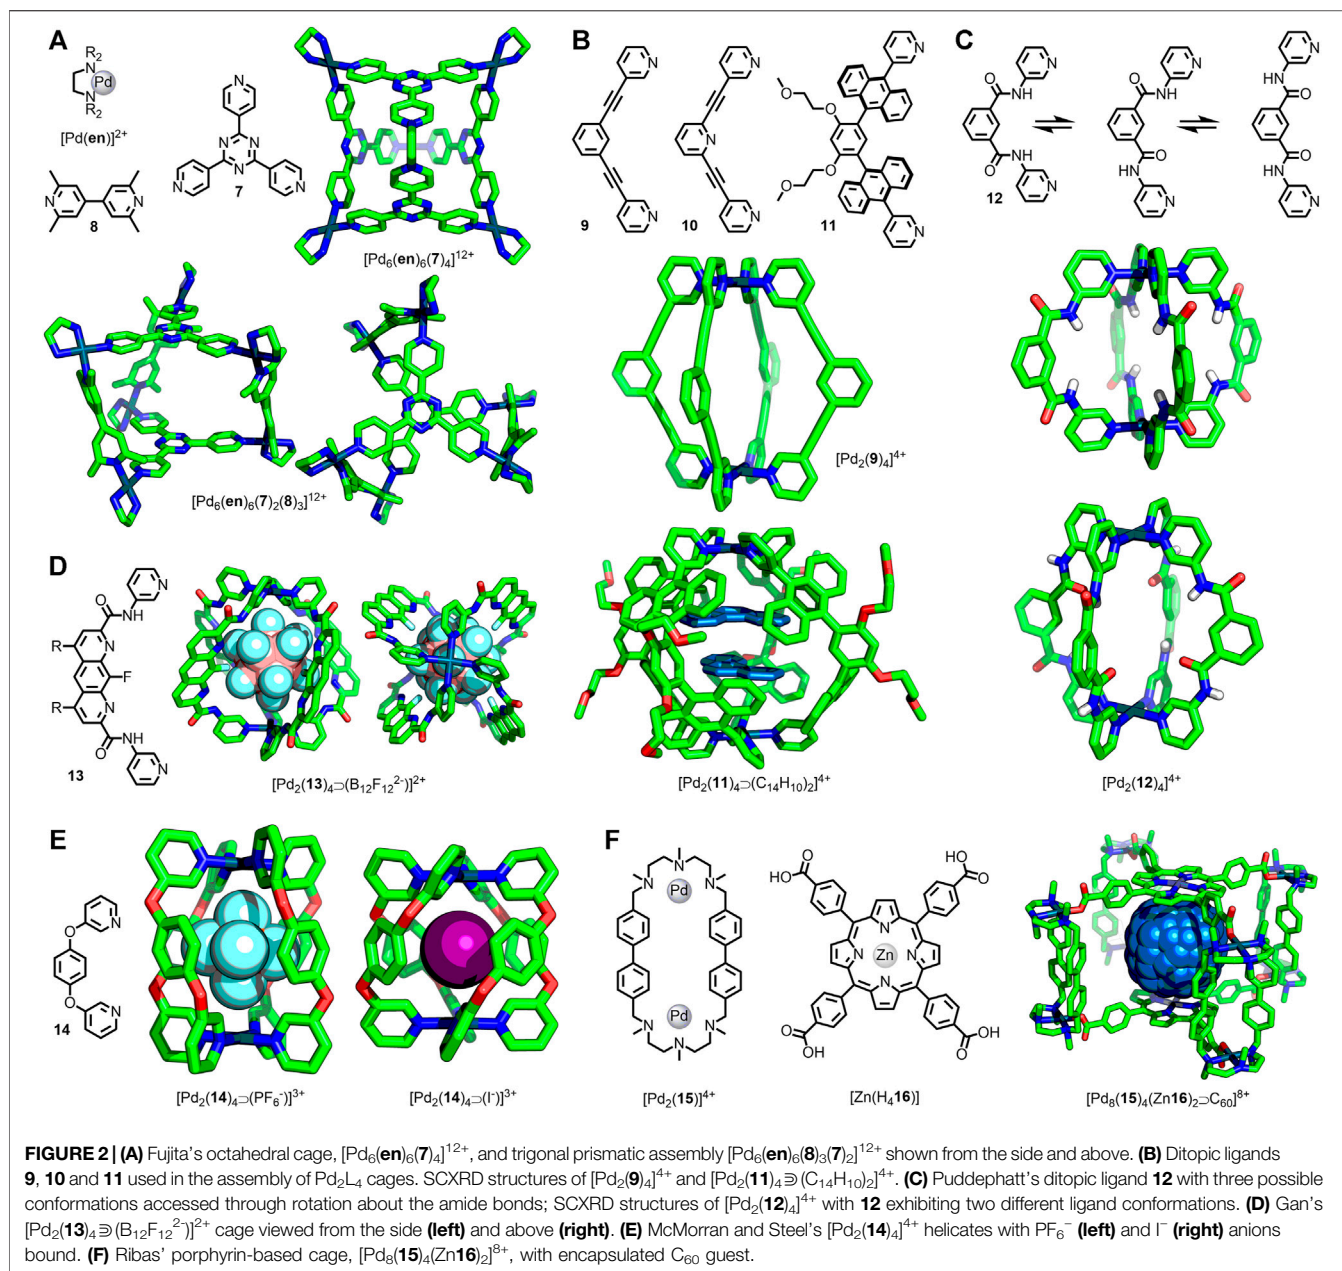 A
R₂
N
Pd
N
R₂
[Pd(en)]²⁺
N
N
8
N
N
N
N
N
N
7
[Pd₆(en)₆(7)₄]¹²⁺
[Pd₆(en)₆(7)₂(8)₃]¹²⁺
B
N
N
9
N
N
N
10
N
O
O
O
O
N
11
[Pd₂(9)₄]⁴⁺
[Pd₂(11)₄⊃(C₁₄H₁₀)₂]⁴⁺
C
N
O
NH
NH
O
N
12
N
O
NH
O
NH
N
N
NH
O
O
NH
N
[Pd₂(12)₄]⁴⁺
D
N
O
NH
N
R
F
R
N
O
NH
N
13
[Pd₂(13)₄⊃(B₁₂F₁₂²⁻)]²⁺
E
N
O
O
N
14
[Pd₂(14)₄⊃(PF₆⁻)]³⁺
[Pd₂(14)₄⊃(I⁻)]³⁺
F
N
N
N
Pd
Pd
N
N
N
[Pd₂(15)]⁴⁺
O
HO
HO
O
N
N
Zn
N
N
O
OH
OH
O
[Zn(H₄16)]
[Pd₈(15)₄(Zn16)₂⊃C₆₀]⁸⁺
FIGURE 2 | (A) Fujita's octahedral cage, [Pd₆(en)₆(7)₄]¹²⁺, and trigonal prismatic assembly [Pd₆(en)₆(8)₃(7)₂]¹²⁺ shown from the side and above. (B) Ditopic ligands
9, 10 and 11 used in the assembly of Pd₂L₄ cages. SCXRD structures of [Pd₂(9)₄]⁴⁺ and [Pd₂(11)₄⋑(C₁₄H₁₀)₂]⁴⁺. (C) Puddephatt's ditopic ligand 12 with three possible
conformations accessed through rotation about the amide bonds; SCXRD structures of [Pd₂(12)₄]⁴⁺ with 12 exhibiting two different ligand conformations. (D) Gan's
[Pd₂(13)₄⋑(B₁₂F₁₂²⁻)]²⁺ cage viewed from the side (left) and above (right). (E) McMorran and Steel's [Pd₂(14)₄]⁴⁺ helicates with PF₆⁻ (left) and I⁻ (right) anions
bound. (F) Ribas' porphyrin-based cage, [Pd₈(15)₄(Zn16)₂]⁸⁺, with encapsulated C₆₀ guest.